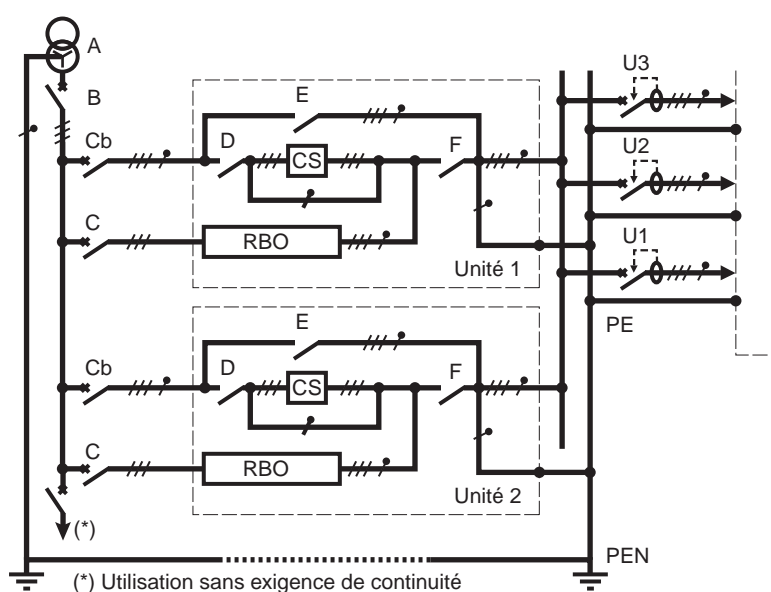 A
B
U3
Cb
E
D
CS
F
U2
C
RBO
Unité 1
U1
PE
Cb
E
D
CS
F
C
RBO
Unité 2
(*)
PEN
(*) Utilisation sans exigence de continuité